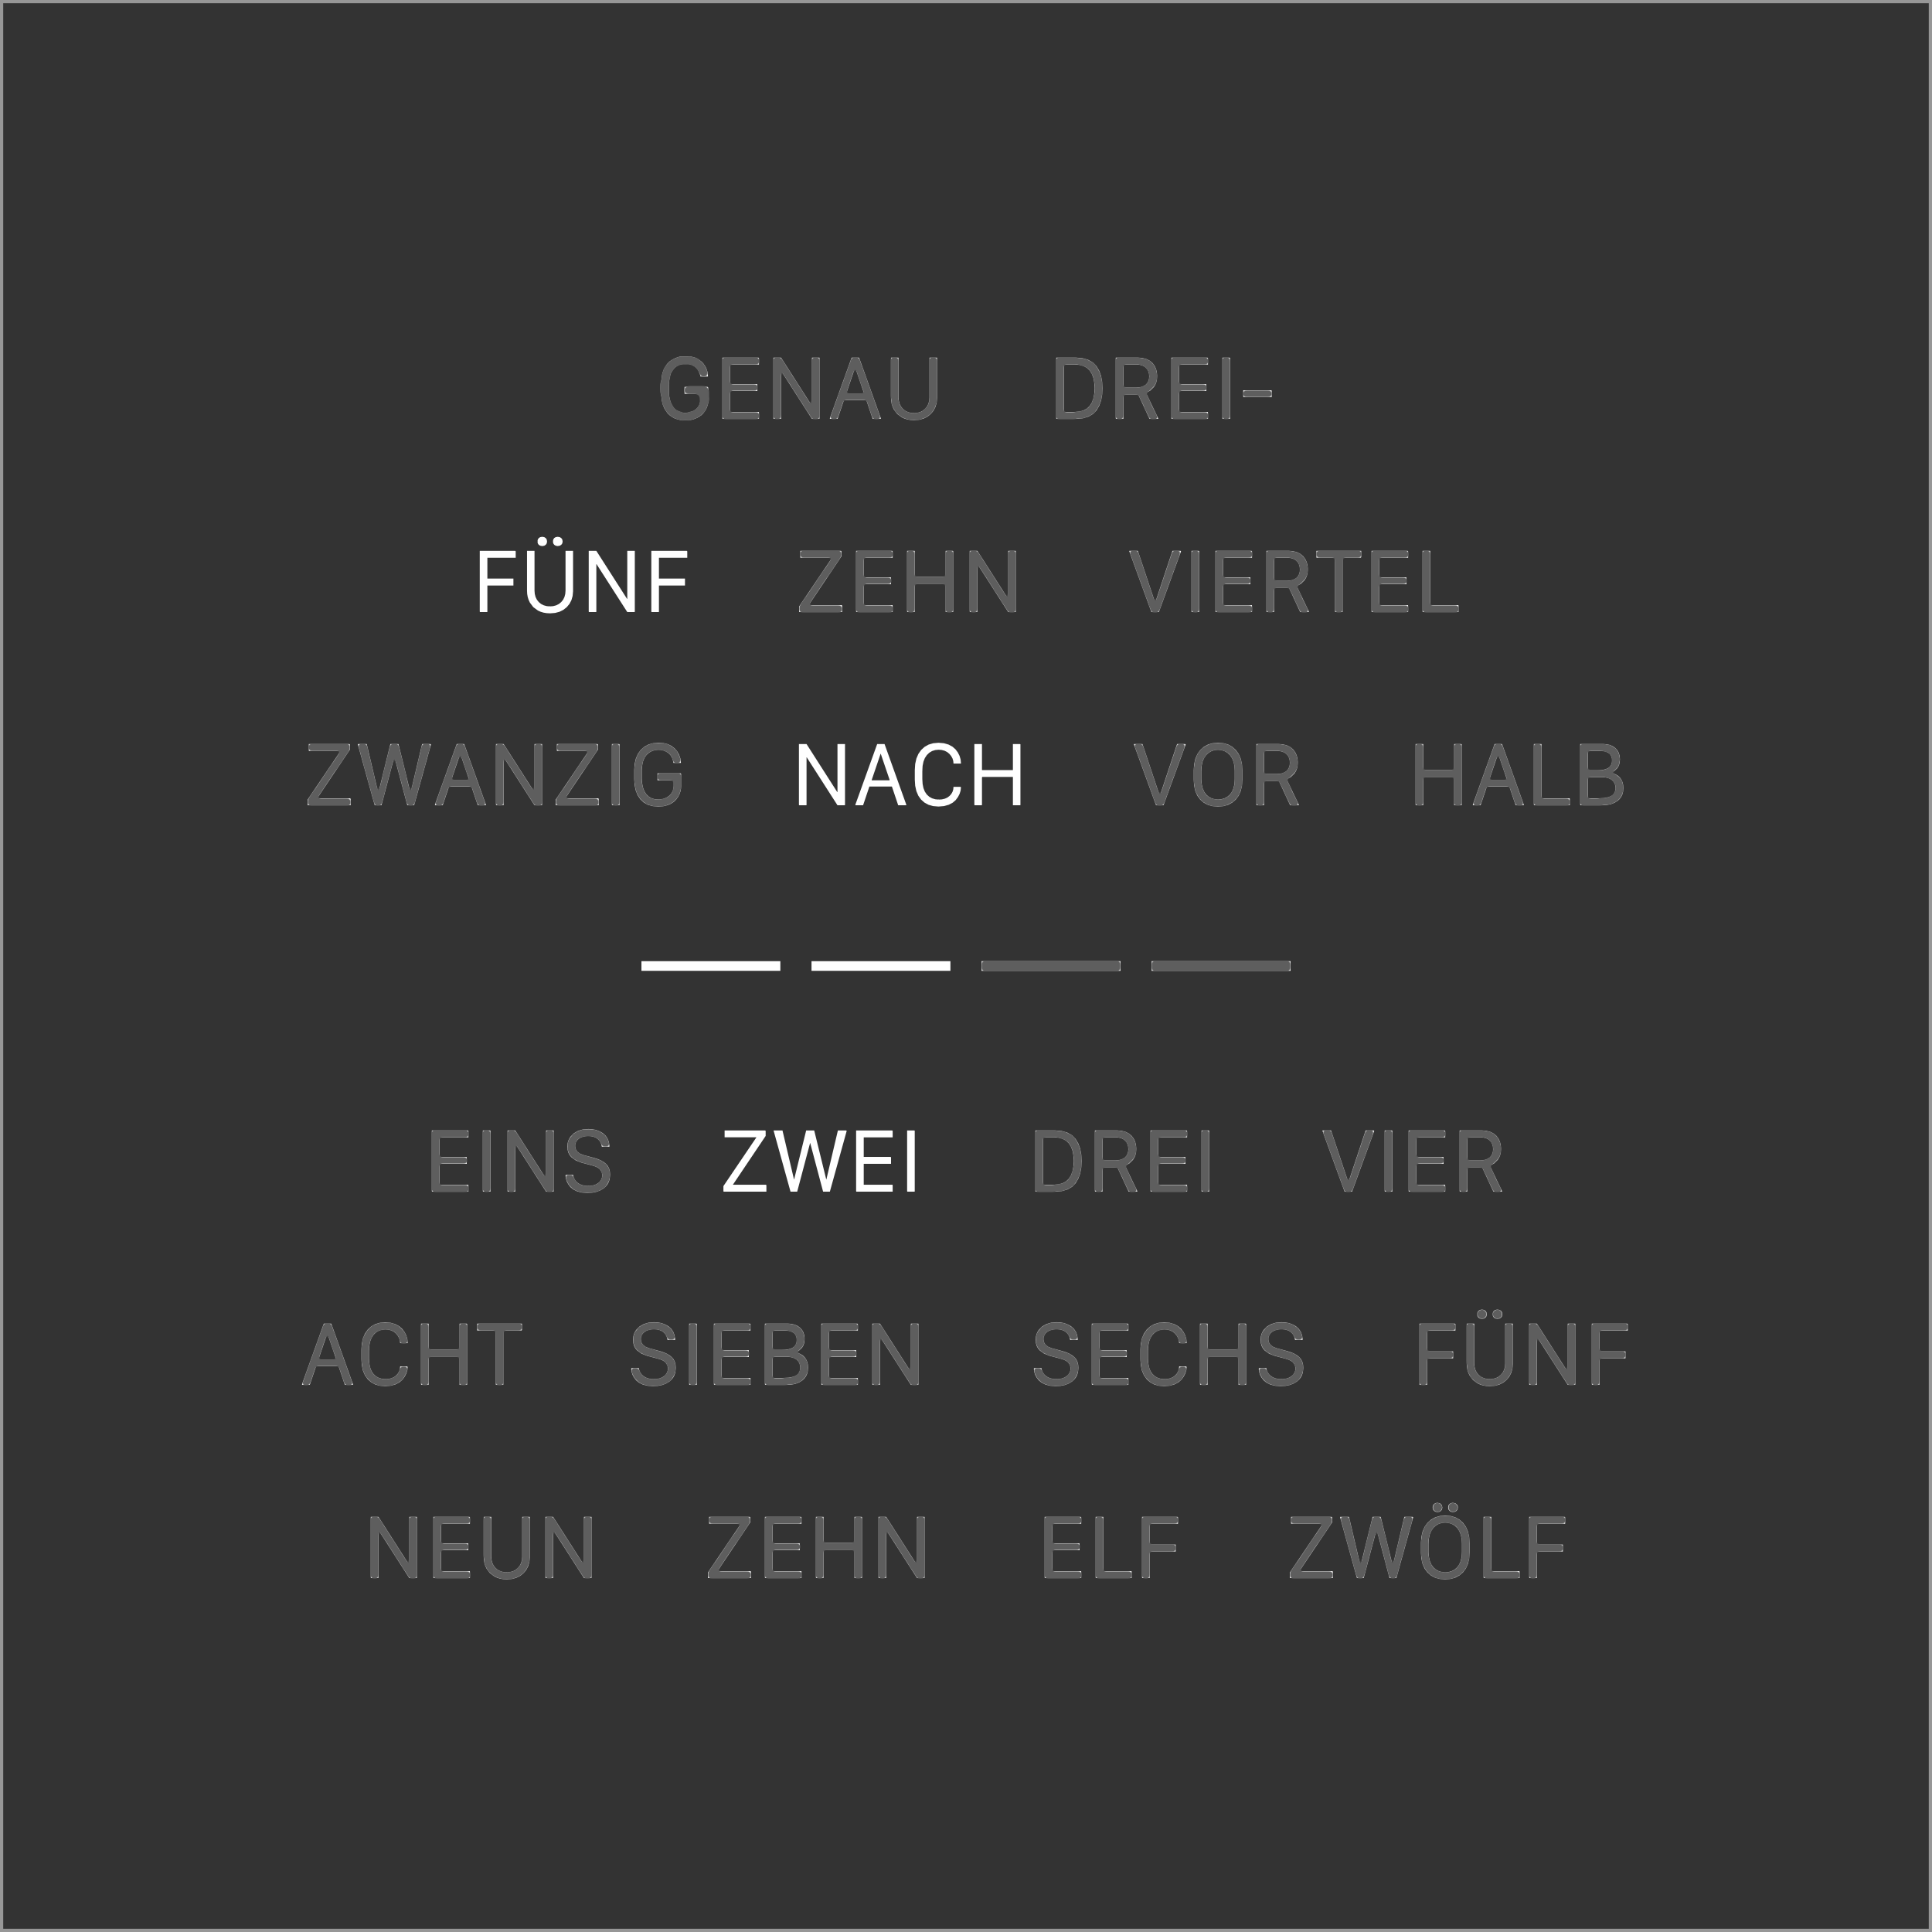 GENAU DREI-
FÜNF ZEHN VIERTEL
ZWANZIG NACH VOR HALB
EINS ZWEI DREI VIER
ACHT SIEBEN SECHS FÜNF
NEUN ZEHN ELF ZWÖLF